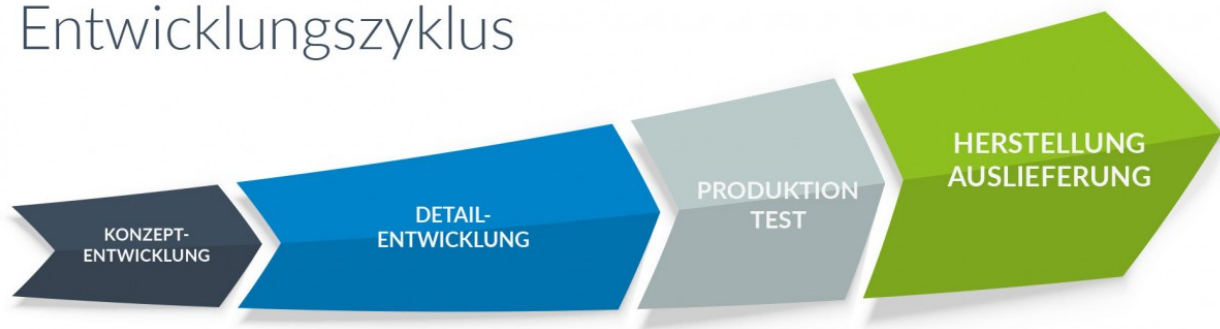 Entwicklungszyklus
KONZEPT-
ENTWICKLUNG
DETAIL-
ENTWICKLUNG
PRODUKTION
TEST
HERSTELLUNG
AUSLIEFERUNG